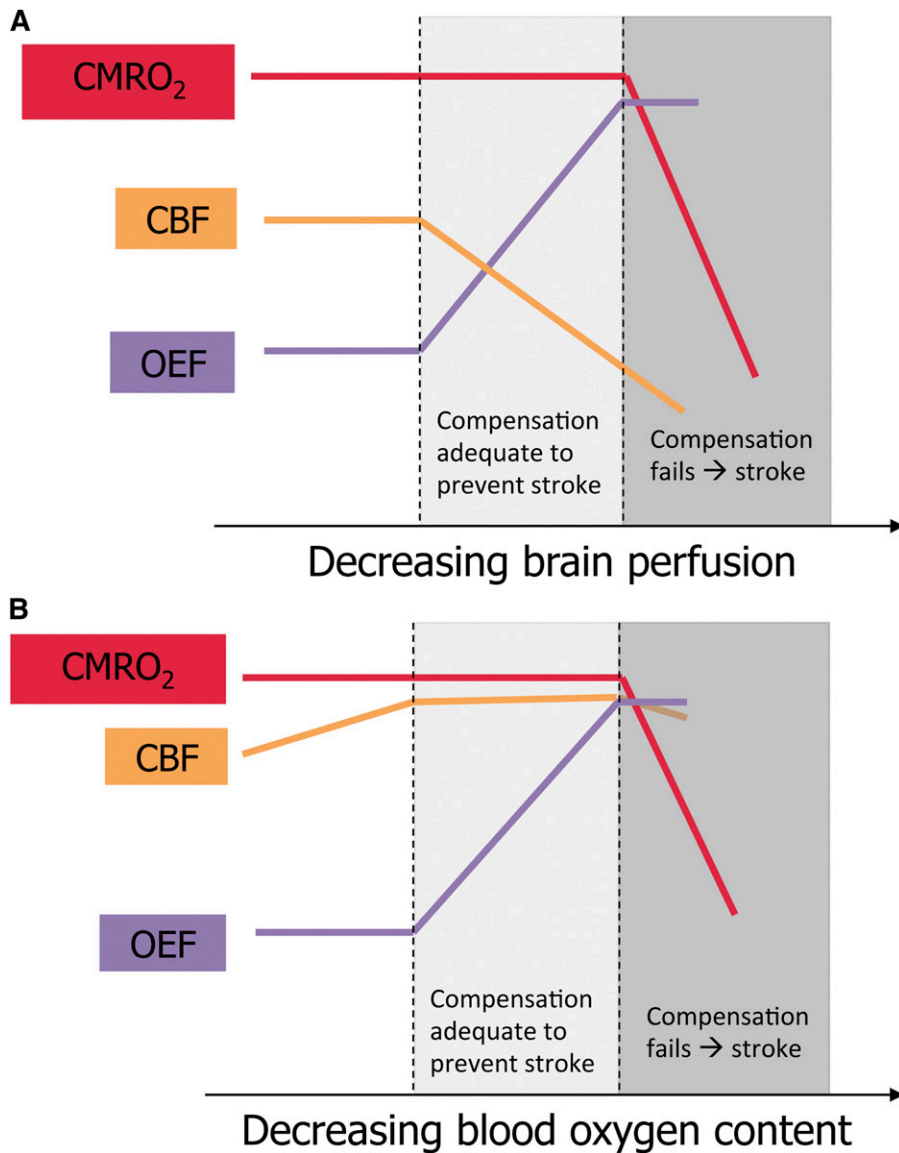 A
CMRO₂
CBF
OEF
Compensation
adequate to
prevent stroke
Compensation
fails → stroke
Decreasing brain perfusion
B
CMRO₂
CBF
OEF
Compensation
adequate to
prevent stroke
Compensation
fails → stroke
Decreasing blood oxygen content